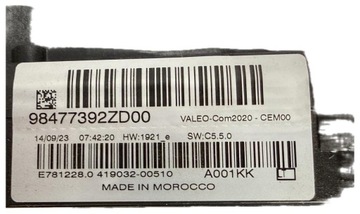 98477392ZD00 VALEO-Com2020 - CEM00
14/09/23 07:42:20 HW:1921_e SW:C5.5.0
E781228.0 419032-00510 A001KK
MADE IN MOROCCO